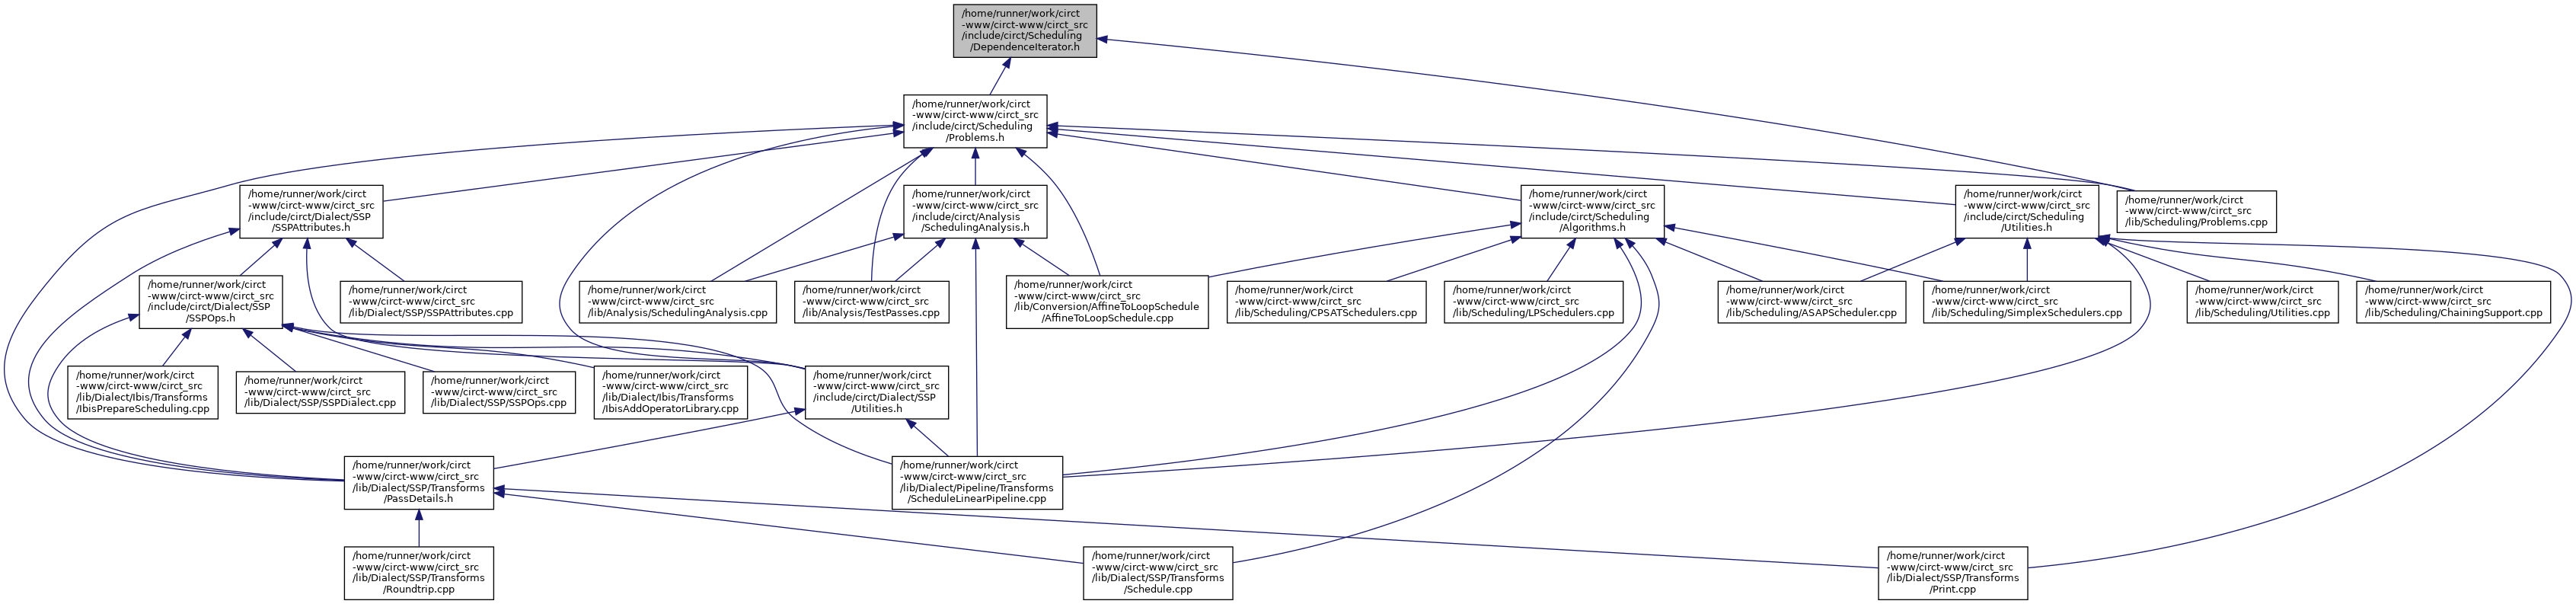 /home/runner/work/circt
-www/circt-www/circt_src
/include/circt/Scheduling
/DependenceIterator.h
/home/runner/work/circt
-www/circt-www/circt_src
/include/circt/Scheduling
/Problems.h
/home/runner/work/circt
-www/circt-www/circt_src
/include/circt/Dialect/SSP
/SSPAttributes.h
/home/runner/work/circt
-www/circt-www/circt_src
/include/circt/Analysis
/SchedulingAnalysis.h
/home/runner/work/circt
-www/circt-www/circt_src
/include/circt/Scheduling
/Algorithms.h
/home/runner/work/circt
-www/circt-www/circt_src
/include/circt/Scheduling
/Utilities.h
/home/runner/work/circt
-www/circt-www/circt_src
/lib/Scheduling/Problems.cpp
/home/runner/work/circt
-www/circt-www/circt_src
/include/circt/Dialect/SSP
/SSPOps.h
/home/runner/work/circt
-www/circt-www/circt_src
/lib/Dialect/SSP/SSPAttributes.cpp
/home/runner/work/circt
-www/circt-www/circt_src
/lib/Analysis/SchedulingAnalysis.cpp
/home/runner/work/circt
-www/circt-www/circt_src
/lib/Analysis/TestPasses.cpp
/home/runner/work/circt
-www/circt-www/circt_src
/lib/Conversion/AffineToLoopSchedule
/AffineToLoopSchedule.cpp
/home/runner/work/circt
-www/circt-www/circt_src
/lib/Scheduling/CPSATSchedulers.cpp
/home/runner/work/circt
-www/circt-www/circt_src
/lib/Scheduling/LPSchedulers.cpp
/home/runner/work/circt
-www/circt-www/circt_src
/lib/Scheduling/ASAPScheduler.cpp
/home/runner/work/circt
-www/circt-www/circt_src
/lib/Scheduling/SimplexSchedulers.cpp
/home/runner/work/circt
-www/circt-www/circt_src
/lib/Scheduling/Utilities.cpp
/home/runner/work/circt
-www/circt-www/circt_src
/lib/Scheduling/ChainingSupport.cpp
/home/runner/work/circt
-www/circt-www/circt_src
/lib/Dialect/Ibis/Transforms
/IbisPrepareScheduling.cpp
/home/runner/work/circt
-www/circt-www/circt_src
/lib/Dialect/SSP/SSPDialect.cpp
/home/runner/work/circt
-www/circt-www/circt_src
/lib/Dialect/SSP/SSPOps.cpp
/home/runner/work/circt
-www/circt-www/circt_src
/lib/Dialect/Ibis/Transforms
/IbisAddOperatorLibrary.cpp
/home/runner/work/circt
-www/circt-www/circt_src
/include/circt/Dialect/SSP
/Utilities.h
/home/runner/work/circt
-www/circt-www/circt_src
/lib/Dialect/SSP/Transforms
/PassDetails.h
/home/runner/work/circt
-www/circt-www/circt_src
/lib/Dialect/Pipeline/Transforms
/ScheduleLinearPipeline.cpp
/home/runner/work/circt
-www/circt-www/circt_src
/lib/Dialect/SSP/Transforms
/Roundtrip.cpp
/home/runner/work/circt
-www/circt-www/circt_src
/lib/Dialect/SSP/Transforms
/Schedule.cpp
/home/runner/work/circt
-www/circt-www/circt_src
/lib/Dialect/SSP/Transforms
/Print.cpp